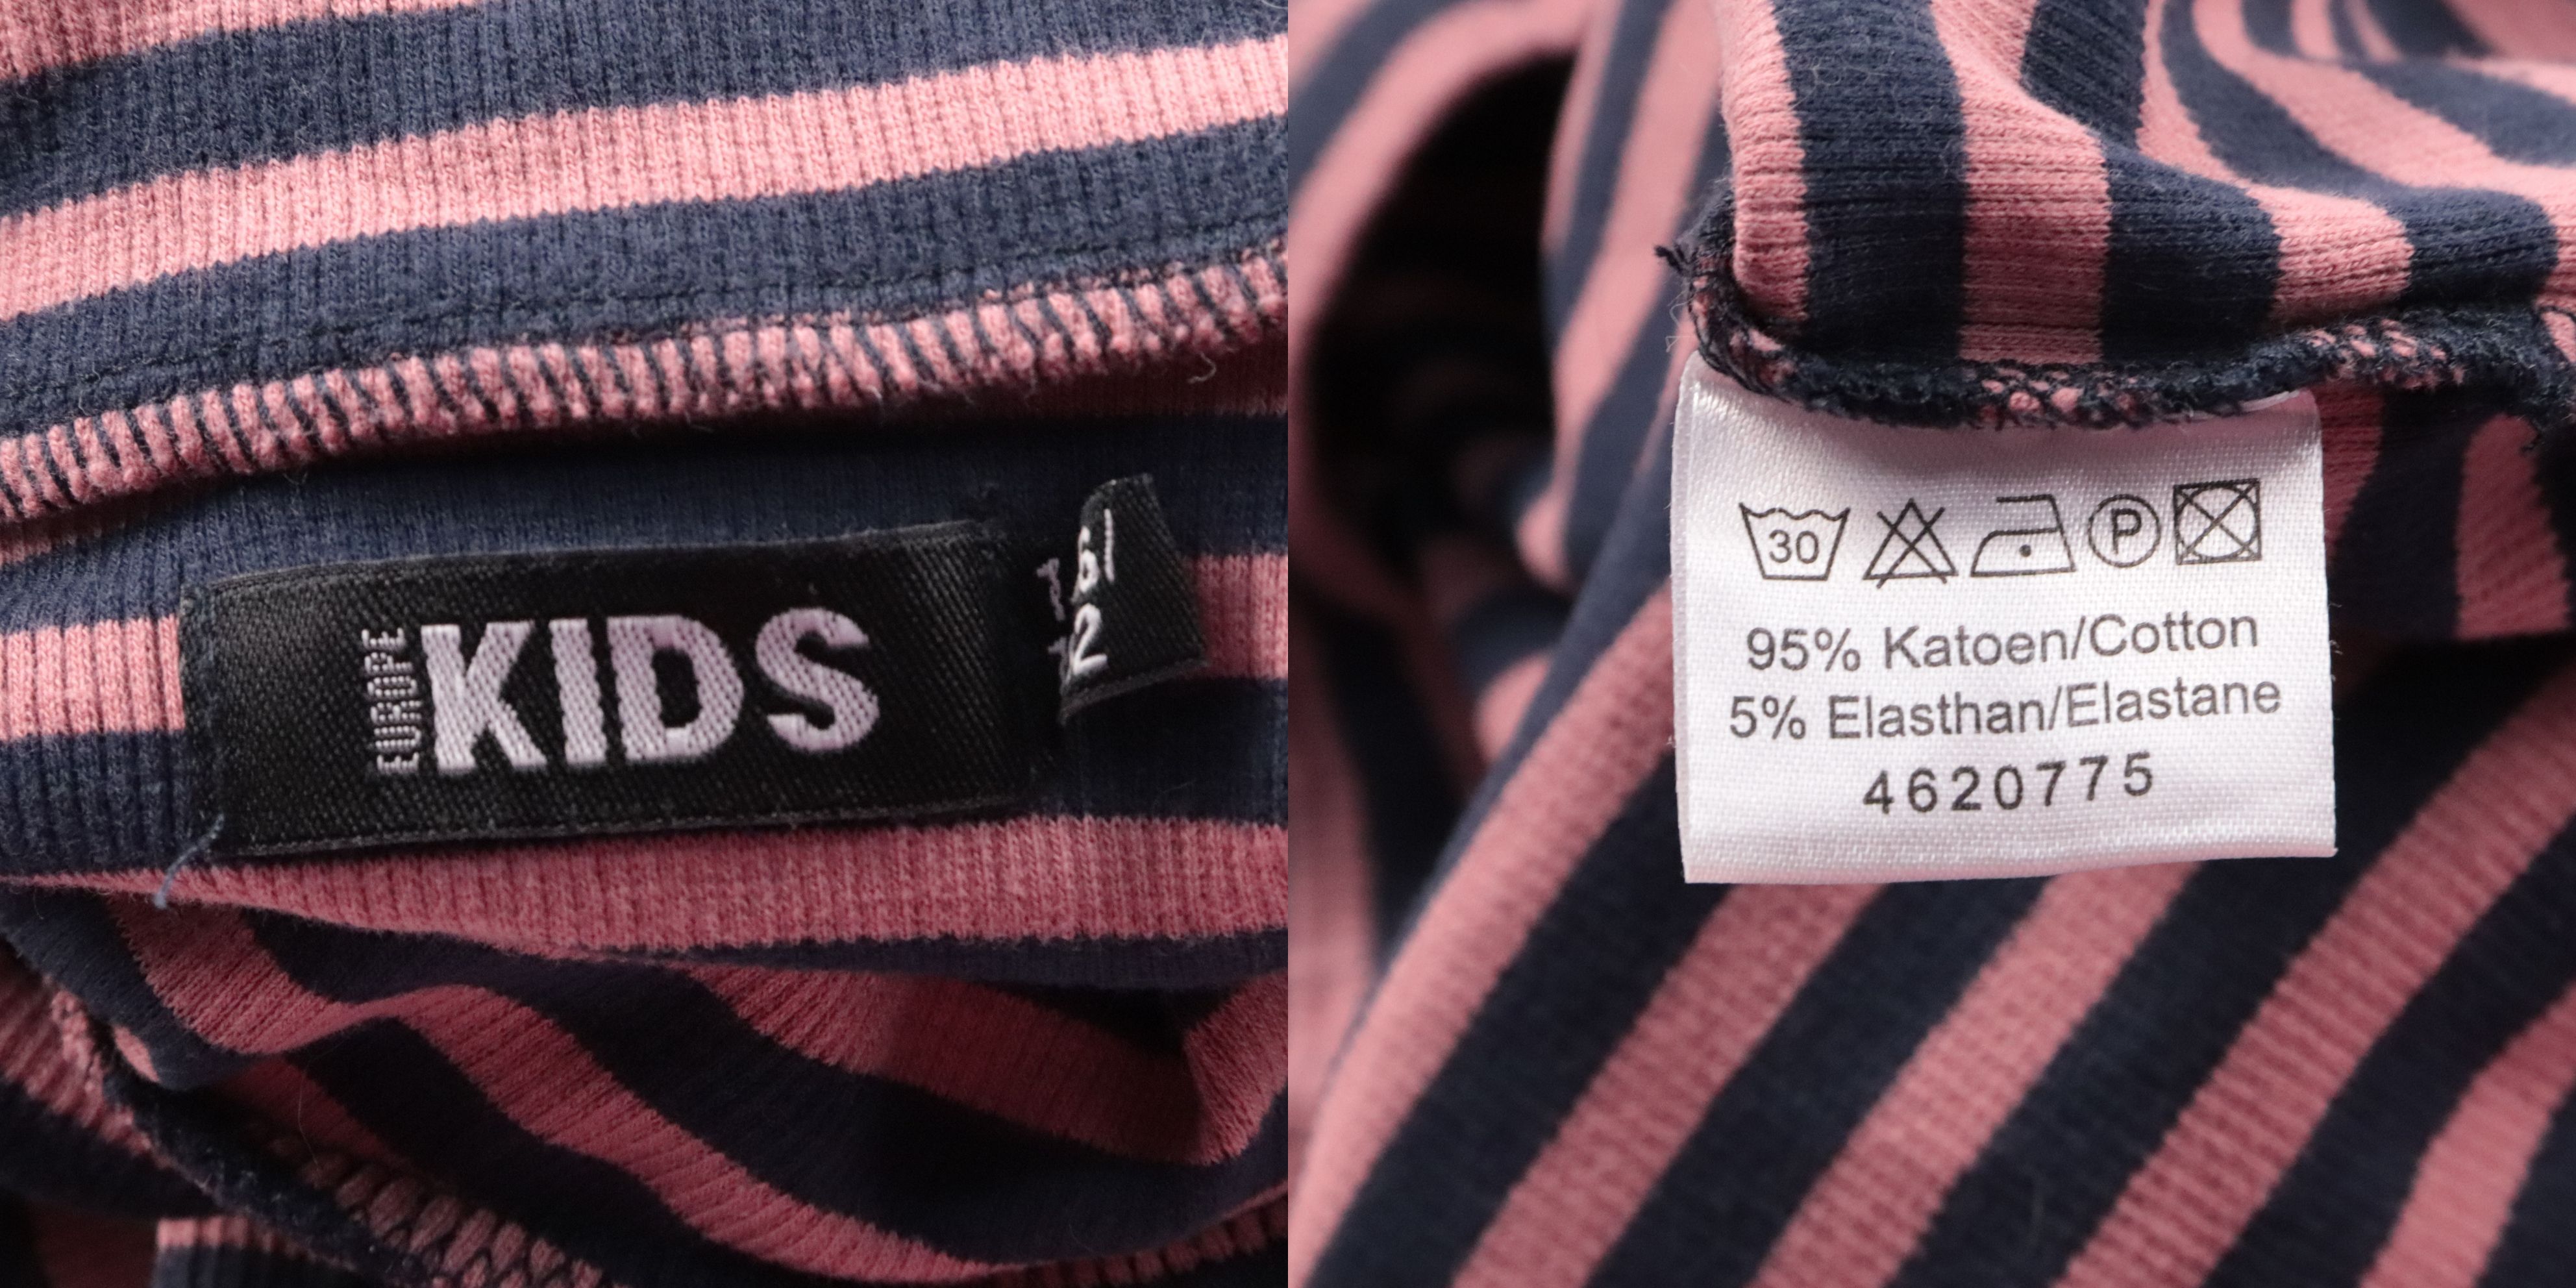 EUROPE
KIDS
30
P
95% Katoen/Cotton
5% Elasthan/Elastane
4620775